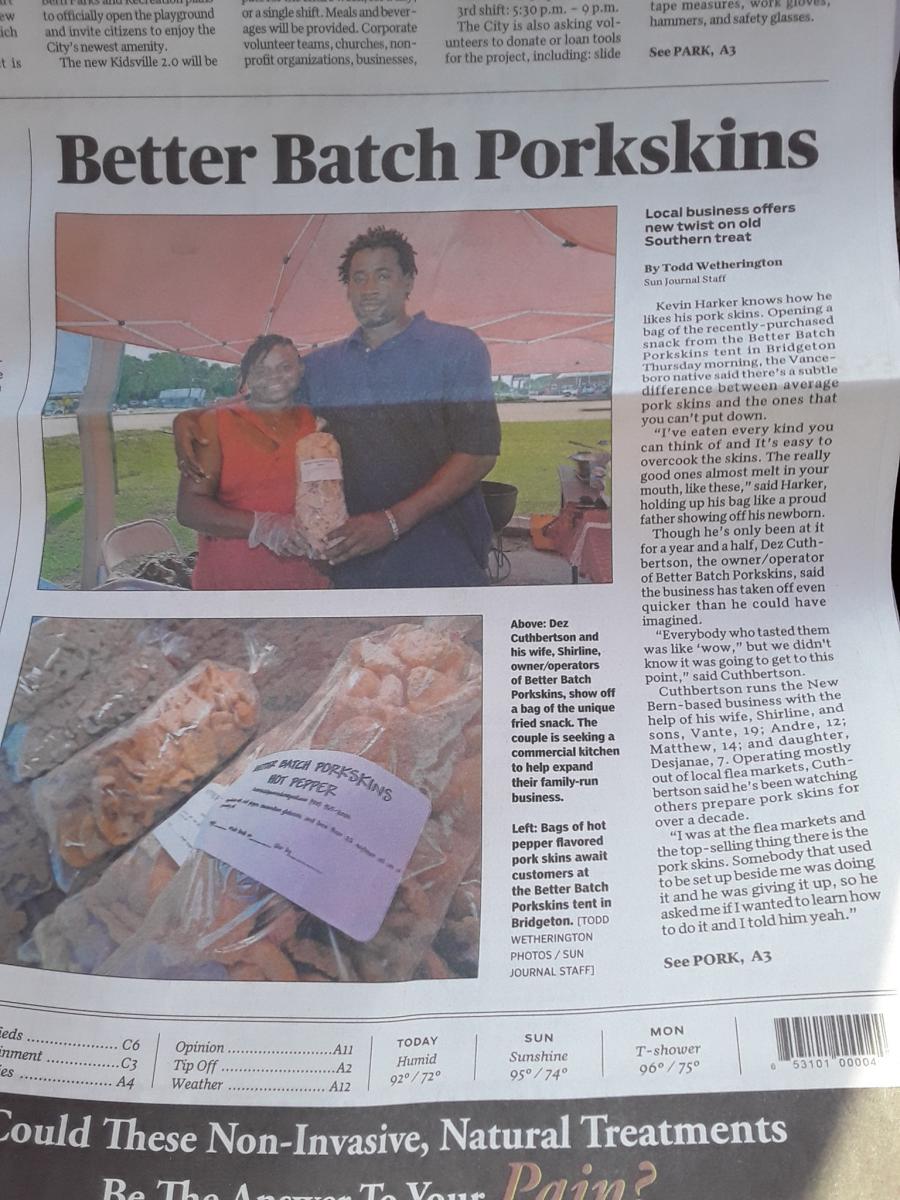 to officially open the playground
and invite citizens to enjoy the
City's newest amenity.
The new Kidsville 2.0 will be
or a single shift. Meals and bever-
ages will be provided. Corporate
volunteer teams, churches, non-
profit organizations, businesses,
3rd shift: 5:30 p.m. – 9 p.m.
The City is also asking vol-
unteers to donate or loan tools
for the project, including: slide
tape measures, work gloves,
hammers, and safety glasses.
See PARK, A3
Better Batch Porkskins
Local business offers
new twist on old
Southern treat
By Todd Wetherington
Sun Journal Staff
Kevin Harker knows how he
likes his pork skins. Opening a
bag of the recently-purchased
snack from the Better Batch
Porkskins tent in Bridgeton
Thursday morning, the Vance-
boro native said there's a subtle
difference between average
pork skins and the ones that
you can't put down.
"I've eaten every kind you
can think of and It's easy to
overcook the skins. The really
good ones almost melt in your
mouth, like these," said Harker,
holding up his bag like a proud
father showing off his newborn.
Though he's only been at it
for a year and a half, Dez Cuth-
bertson, the owner/operator
of Better Batch Porkskins, said
the business has taken off even
quicker than he could have
imagined.
"Everybody who tasted them
was like 'wow,' but we didn't
know it was going to get to this
point," said Cuthbertson.
Cuthbertson runs the New
Bern-based business with the
help of his wife, Shirline, and
sons, Vante, 19; Andre, 12;
Matthew, 14; and daughter,
Desjanae, 7. Operating mostly
out of local flea markets, Cuth-
bertson said he's been watching
others prepare pork skins for
over a decade.
"I was at the flea markets and
the top-selling thing there is the
pork skins. Somebody that used
to be set up beside me was doing
it and he was giving it up, so he
asked me if I wanted to learn how
to do it and I told him yeah."
See PORK, A3
Above: Dez
Cuthbertson and
his wife, Shirline,
owner/operators
of Better Batch
Porkskins, show off
a bag of the unique
fried snack. The
couple is seeking a
commercial kitchen
to help expand
their family-run
business.
Left: Bags of hot
pepper flavored
pork skins await
customers at
the Better Batch
Porkskins tent in
Bridgeton. [TODD
WETHERINGTON
PHOTOS / SUN
JOURNAL STAFF]
BETTER BATCH PORKSKINS
HOT PEPPER
C6
C3
A4
Opinion ....................A11
Tip Off ....................A2
Weather ....................A12
TODAY
Humid
92° / 72°
SUN
Sunshine
95° / 74°
MON
T-shower
96° / 75°
6 53101 00004
Could These Non-Invasive, Natural Treatments
Be The Answer To Your Pain?